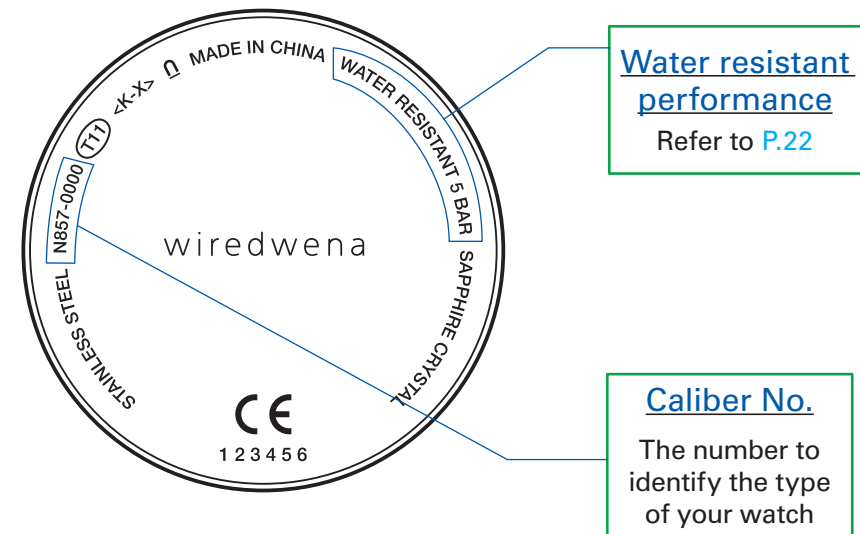 STAINLESS STEEL N857-0000 T11 <K-X> MADE IN CHINA WATER RESISTANT 5 BAR SAPPHIRE CRYSTAL
wiredwena
CE
123456
Water resistant
performance
Refer to P.22
Caliber No.
The number to
identify the type
of your watch